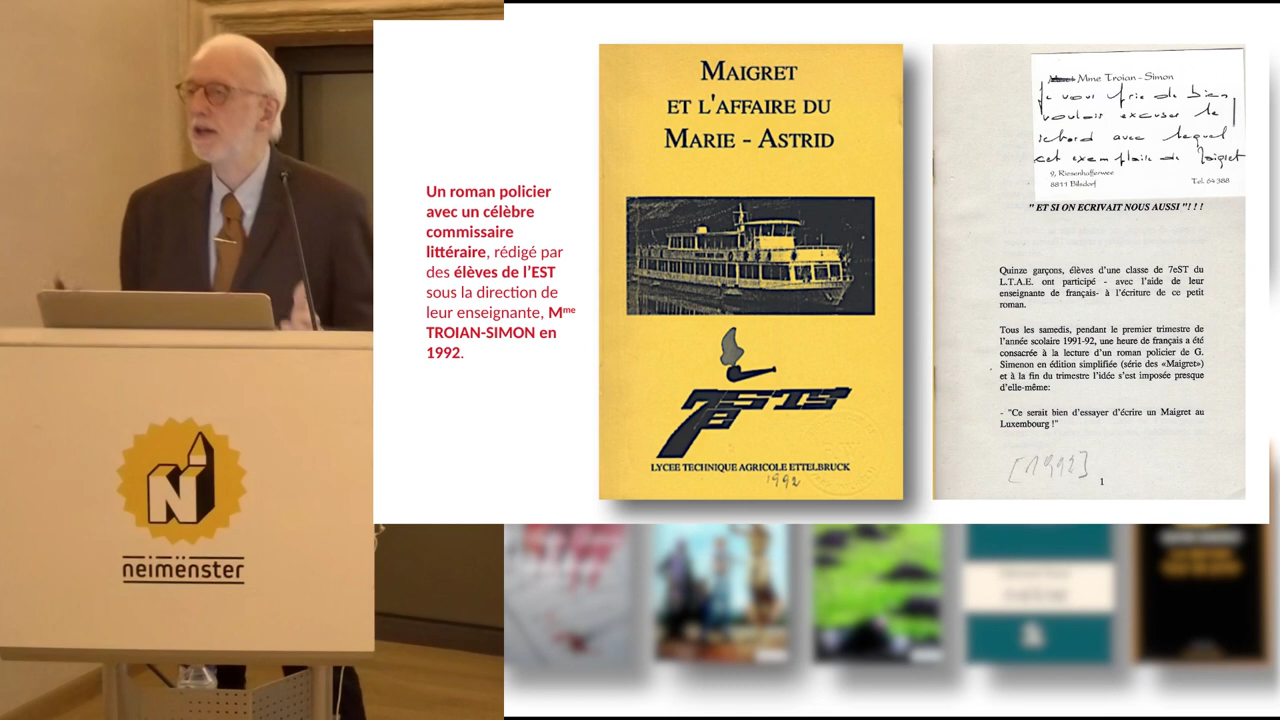 Un roman policier
avec un célèbre
commissaire
littéraire, rédigé par
des élèves de l'EST
sous la direction de
leur enseignante, Mme
TROIAN-SIMON en
1992.
MAIGRET
ET L'AFFAIRE DU
MARIE - ASTRID
LYCEE TECHNIQUE AGRICOLE ETTELBRUCK
1992
Mme Troian - Simon
Je vous prie de bien
vouloir excuser le
retard avec lequel
cet exemplaire de Maigret
9, Riesenhafferwee
8811 Bilsdorf
Tel. 64 388
" ET SI ON ECRIVAIT NOUS AUSSI "! ! !
Quinze garçons, élèves d'une classe de 7eST du
L.T.A.E. ont participé - avec l'aide de leur
enseignante de français- à l'écriture de ce petit
roman.
Tous les samedis, pendant le premier trimestre de
l'année scolaire 1991-92, une heure de français a été
consacrée à la lecture d'un roman policier de G.
Simenon en édition simplifiée (série des «Maigret»)
et à la fin du trimestre l'idée s'est imposée presque
d'elle-même:
- "Ce serait bien d'essayer d'écrire un Maigret au
Luxembourg !"
[1992]
1
N
neimënster